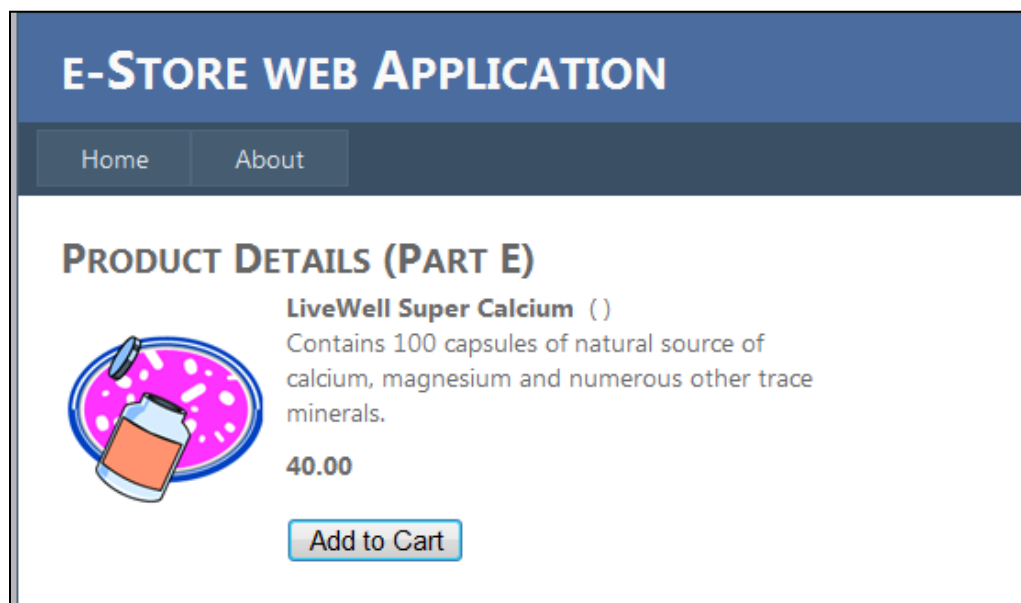 e-Store web Application
Home About
Product Details (Part E)
LiveWell Super Calcium ( )
Contains 100 capsules of natural source of
calcium, magnesium and numerous other trace
minerals.
40.00
Add to Cart